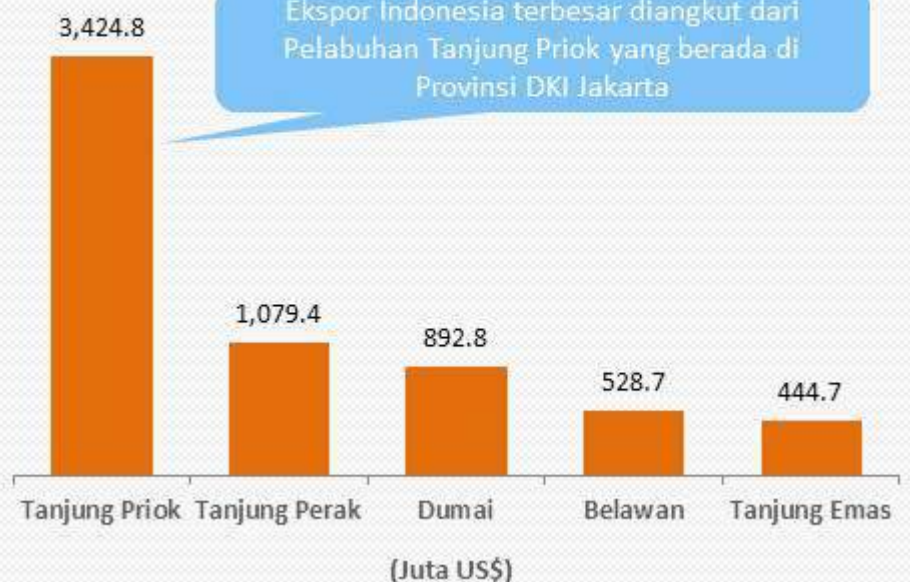 Ekspor Indonesia terbesar diangkut dari
Pelabuhan Tanjung Priok yang berada di
Provinsi DKI Jakarta
3,424.8
1,079.4
892.8
528.7
444.7
Tanjung Priok Tanjung Perak Dumai Belawan Tanjung Emas
(Juta US$)